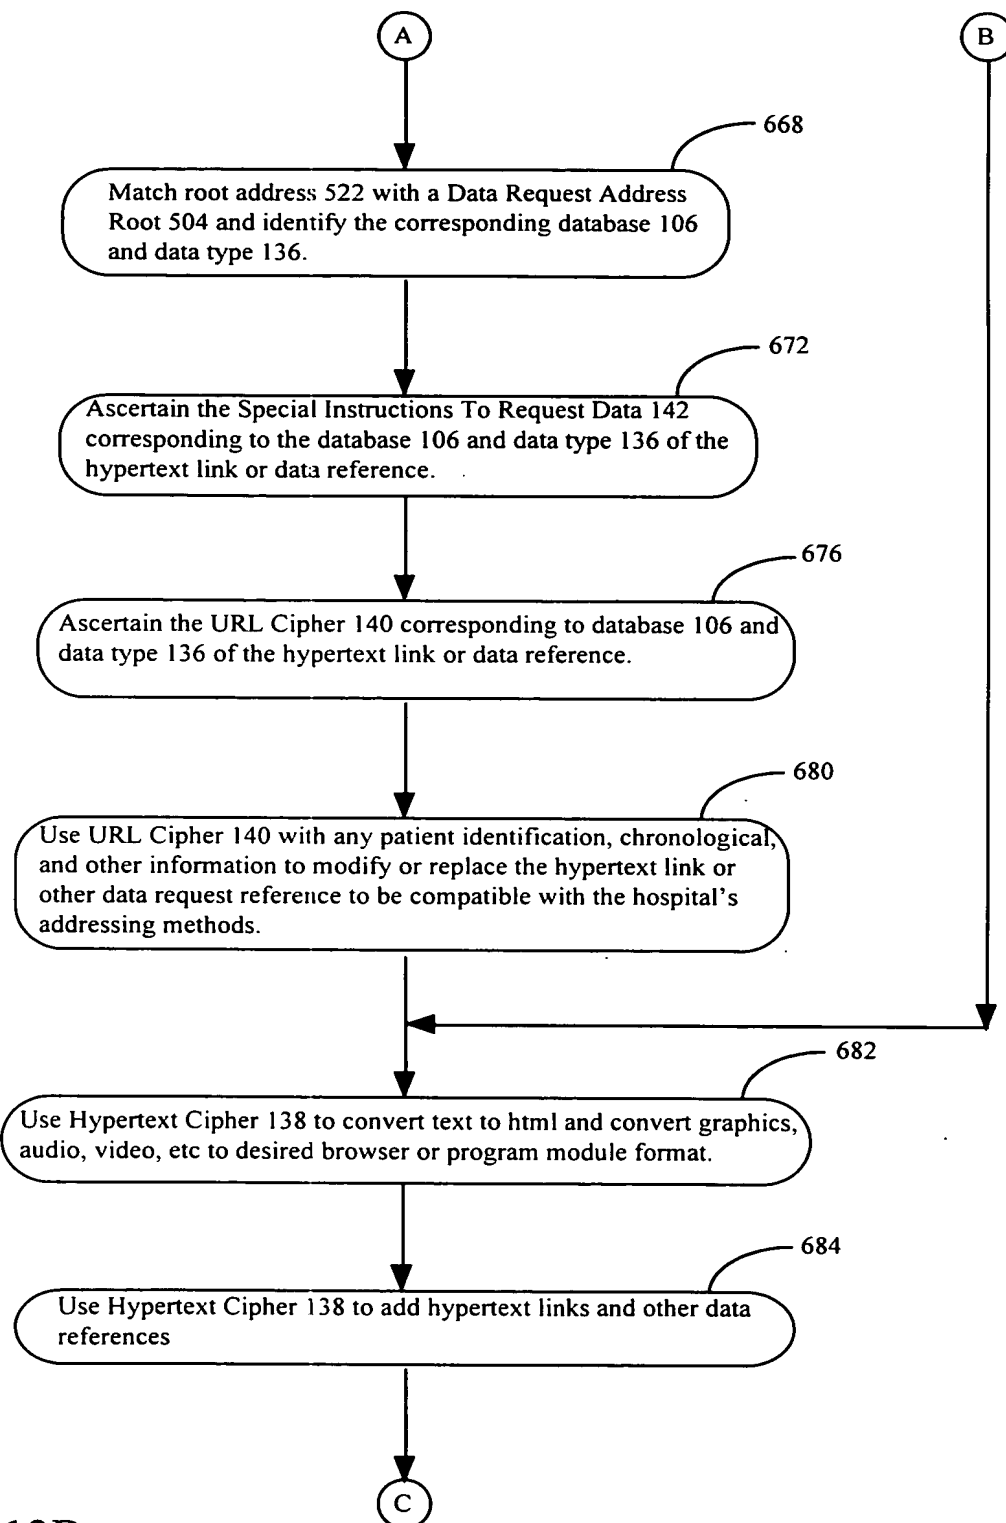 A
B
668
Match root address 522 with a Data Request Address
Root 504 and identify the corresponding database 106
and data type 136.
672
Ascertain the Special Instructions To Request Data 142
corresponding to the database 106 and data type 136 of the
hypertext link or data reference.
676
Ascertain the URL Cipher 140 corresponding to database 106 and
data type 136 of the hypertext link or data reference.
680
Use URL Cipher 140 with any patient identification, chronological,
and other information to modify or replace the hypertext link or
other data request reference to be compatible with the hospital's
addressing methods.
682
Use Hypertext Cipher 138 to convert text to html and convert graphics,
audio, video, etc to desired browser or program module format.
684
Use Hypertext Cipher 138 to add hypertext links and other data
references
C